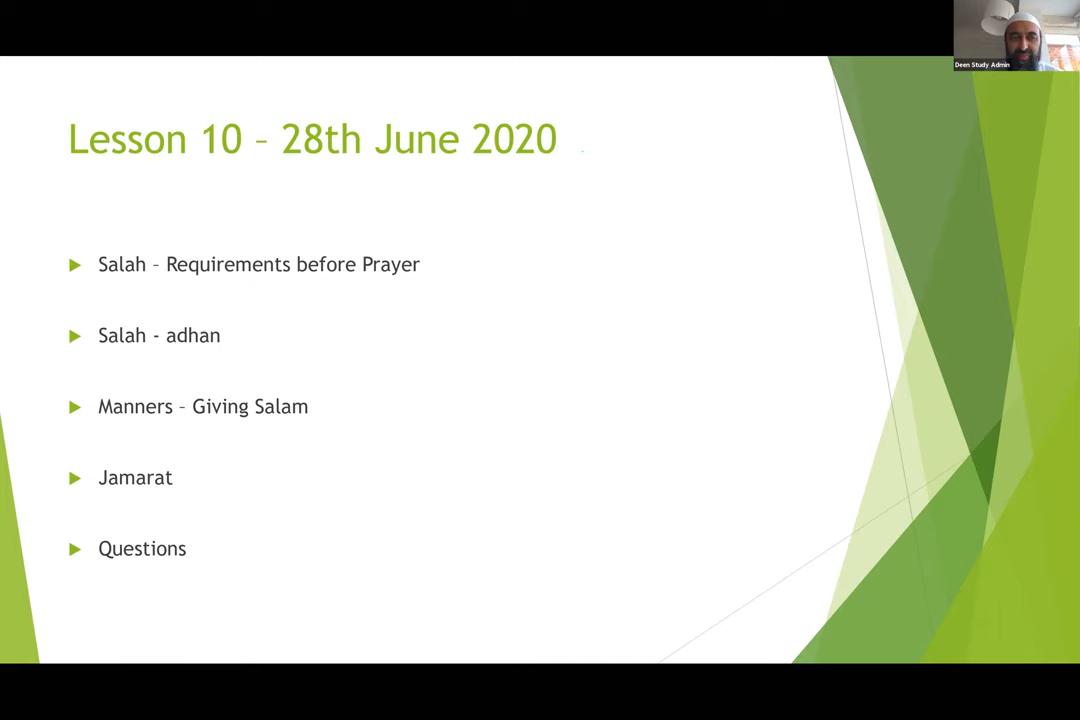 Deen Study Admin
Lesson 10 – 28th June 2020
Salah – Requirements before Prayer
Salah - adhan
Manners – Giving Salam
Jamarat
Questions